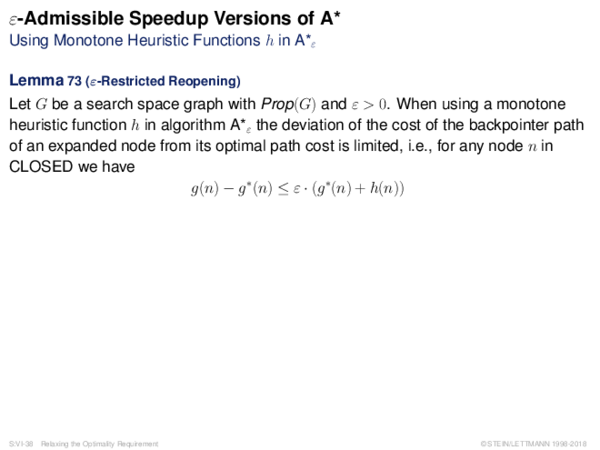 ε-Admissible Speedup Versions of A*
Using Monotone Heuristic Functions h in A*ε
Lemma 73 (ε-Restricted Reopening)
Let G be a search space graph with Prop(G) and ε > 0. When using a monotone
heuristic function h in algorithm A*ε the deviation of the cost of the backpointer path
of an expanded node from its optimal path cost is limited, i.e., for any node n in
CLOSED we have
g(n) − g*(n) ≤ ε · (g*(n) + h(n))
S:VI-38 Relaxing the Optimality Requirement
© STEIN/LETTMANN 1998-2018